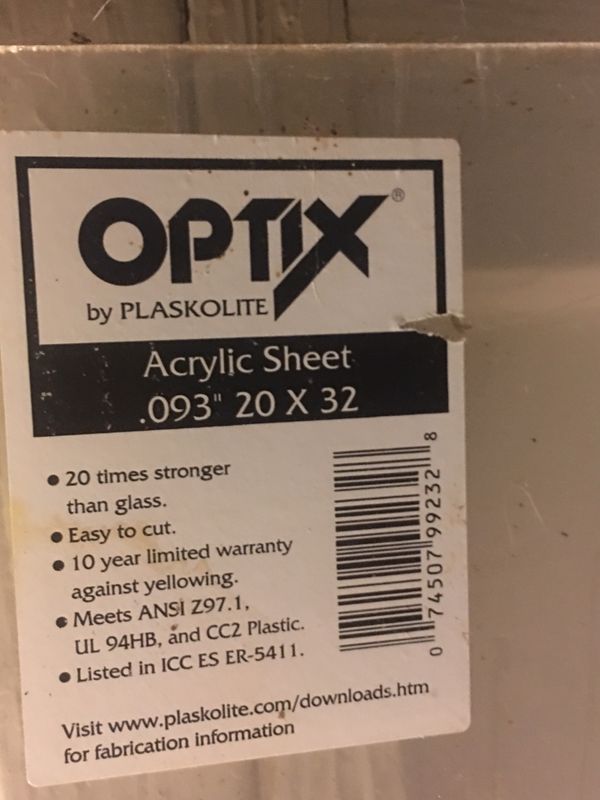 OPTIX®
by PLASKOLITE
Acrylic Sheet
.093" 20 X 32
• 20 times stronger
than glass.
• Easy to cut.
• 10 year limited warranty
against yellowing.
• Meets ANSI Z97.1,
UL 94HB, and CC2 Plastic.
• Listed in ICC ES ER-5411.
Visit www.plaskolite.com/downloads.htm
for fabrication information
0 74507 99232 8